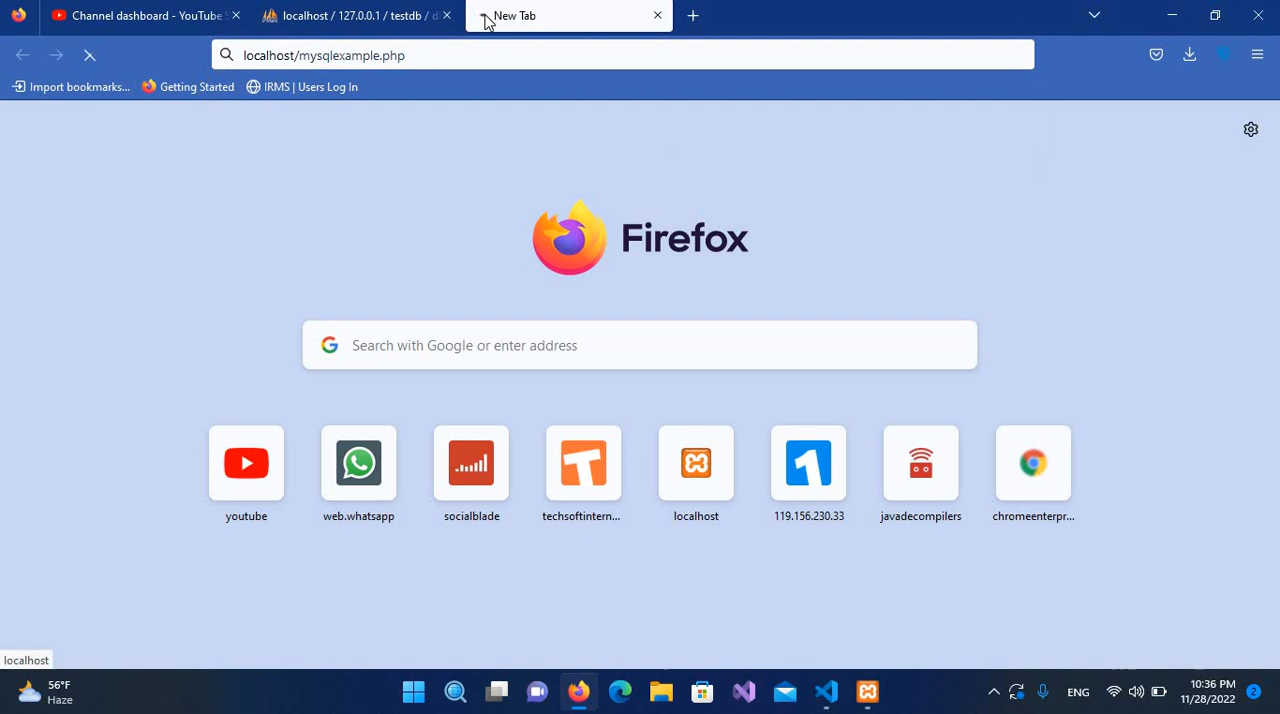 Channel dashboard - YouTube S
localhost / 127.0.0.1 / testdb / d
New Tab
localhost/mysqlexample.php
Import bookmarks...
Getting Started
IRMS | Users Log In
Firefox
Search with Google or enter address
youtube
web.whatsapp
socialblade
techsoftintern...
localhost
119.156.230.33
javadecompilers
chromeenterpr...
localhost
56°F
Haze
ENG
10:36 PM
11/28/2022
2